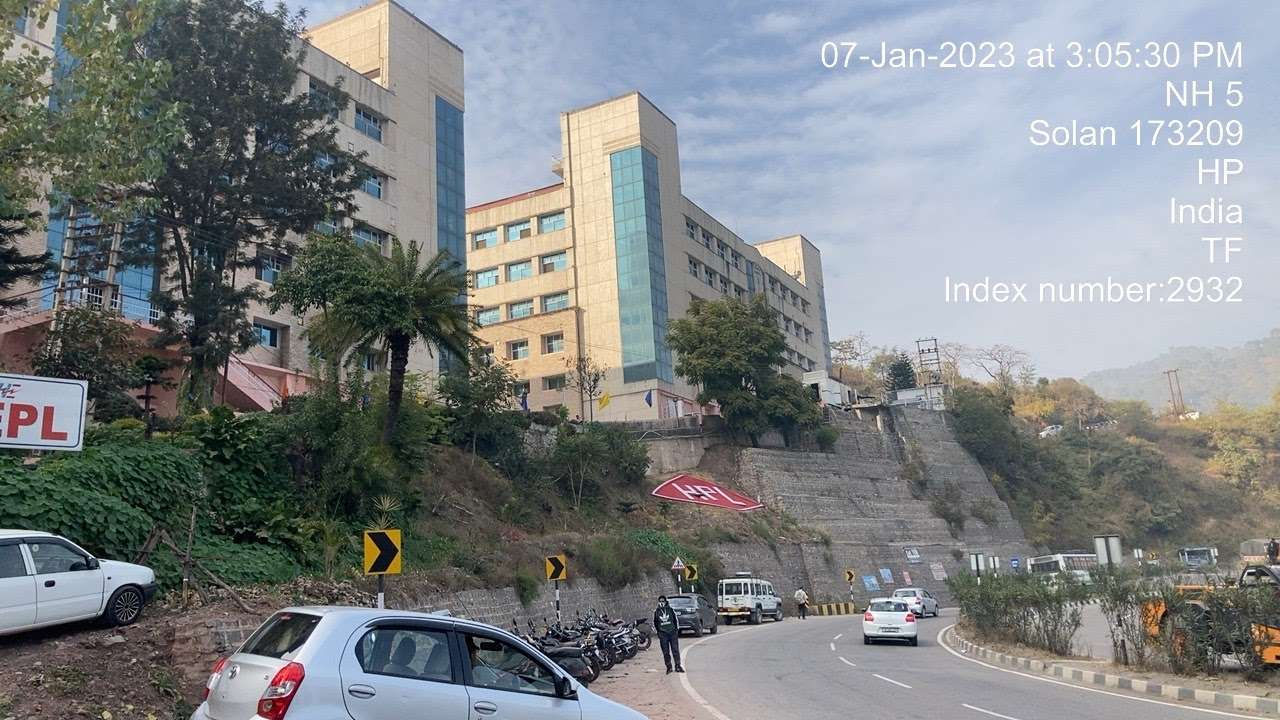 07-Jan-2023 at 3:05:30 PM
NH 5
Solan 173209
HP
India
TF
Index number:2932
EPL